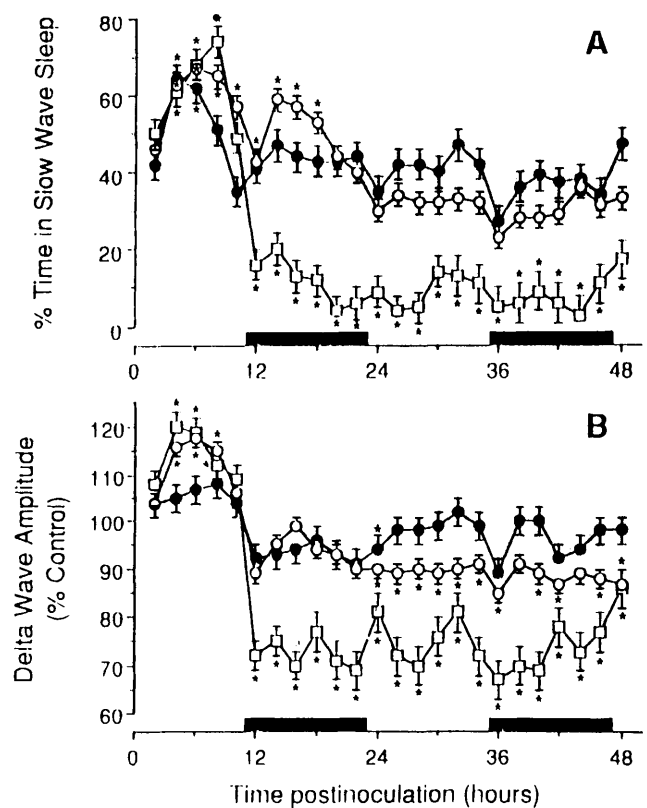 A
% Time in Slow Wave Sleep
80
60
40
20
0
0 12 24 36 48
B
Delta Wave Amplitude
(% Control)
120
110
100
90
80
70
60
0 12 24 36 48
Time postinoculation (hours)